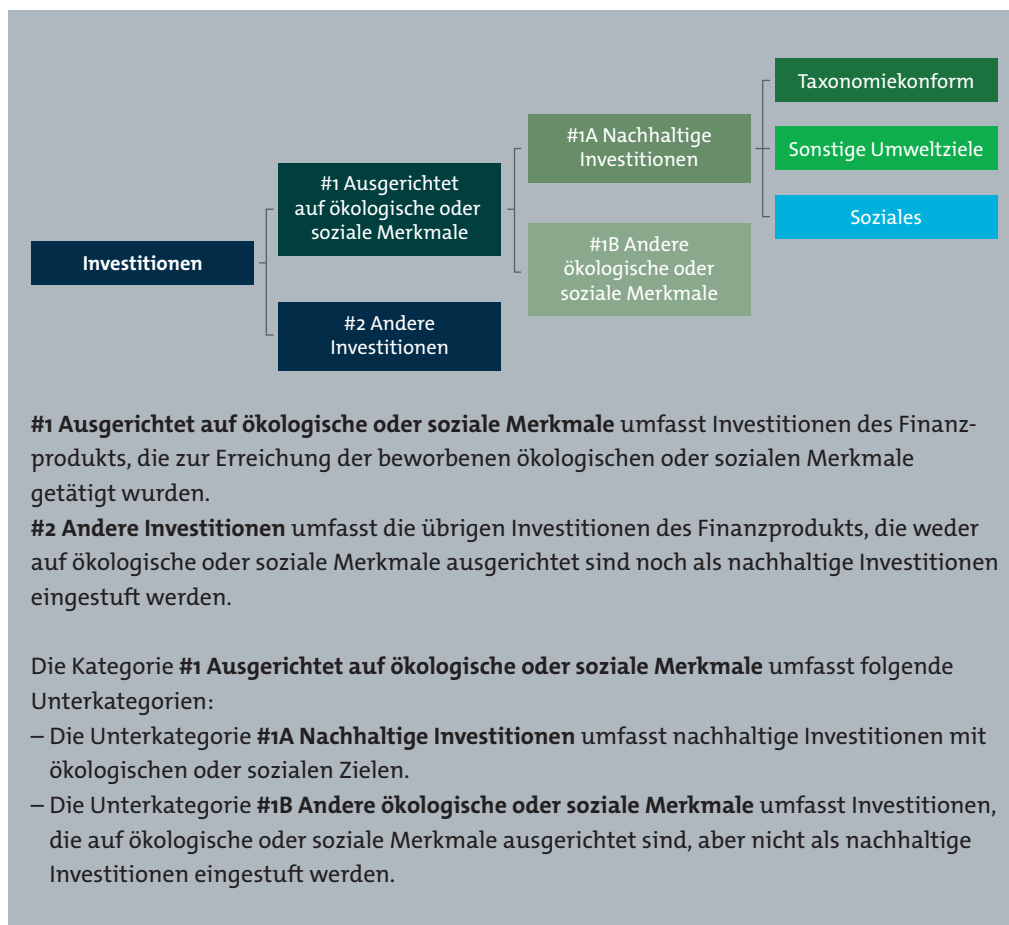 Investitionen
#1 Ausgerichtet
auf ökologische oder
soziale Merkmale
#2 Andere
Investitionen
#1A Nachhaltige
Investitionen
#1B Andere
ökologische oder
soziale Merkmale
Taxonomiekonform
Sonstige Umweltziele
Soziales
#1 Ausgerichtet auf ökologische oder soziale Merkmale umfasst Investitionen des Finanz-
produkts, die zur Erreichung der beworbenen ökologischen oder sozialen Merkmale
getätigt wurden.
#2 Andere Investitionen umfasst die übrigen Investitionen des Finanzprodukts, die weder
auf ökologische oder soziale Merkmale ausgerichtet sind noch als nachhaltige Investitionen
eingestuft werden.
Die Kategorie #1 Ausgerichtet auf ökologische oder soziale Merkmale umfasst folgende
Unterkategorien:
– Die Unterkategorie #1A Nachhaltige Investitionen umfasst nachhaltige Investitionen mit
ökologischen oder sozialen Zielen.
– Die Unterkategorie #1B Andere ökologische oder soziale Merkmale umfasst Investitionen,
die auf ökologische oder soziale Merkmale ausgerichtet sind, aber nicht als nachhaltige
Investitionen eingestuft werden.